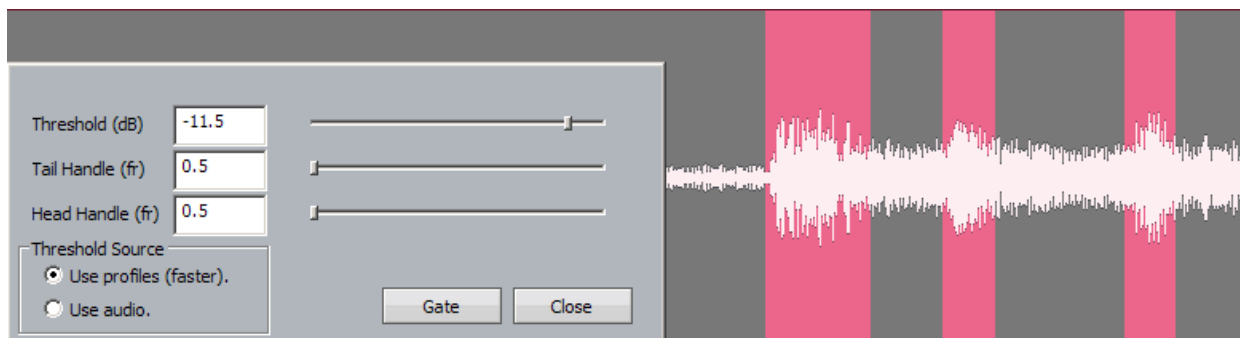 Threshold (dB) -11.5
Tail Handle (fr) 0.5
Head Handle (fr) 0.5
Threshold Source
Use profiles (faster).
Use audio.
Gate Close